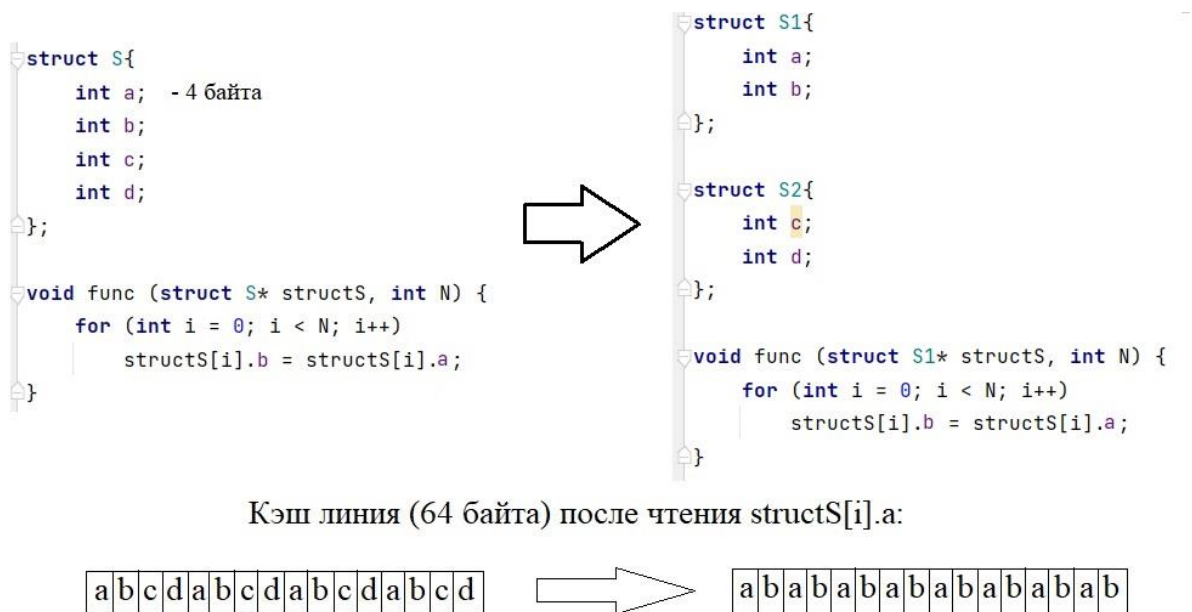 struct S{
int a; - 4 байта
int b;
int c;
int d;
};
void func (struct S* structS, int N) {
for (int i = 0; i < N; i++)
structS[i].b = structS[i].a;
}
struct S1{
int a;
int b;
};
struct S2{
int c;
int d;
};
void func (struct S1* structS, int N) {
for (int i = 0; i < N; i++)
structS[i].b = structS[i].a;
}
Кэш линия (64 байта) после чтения structS[i].a:
a b c d a b c d a b c d a b c d
a b a b a b a b a b a b a b a b